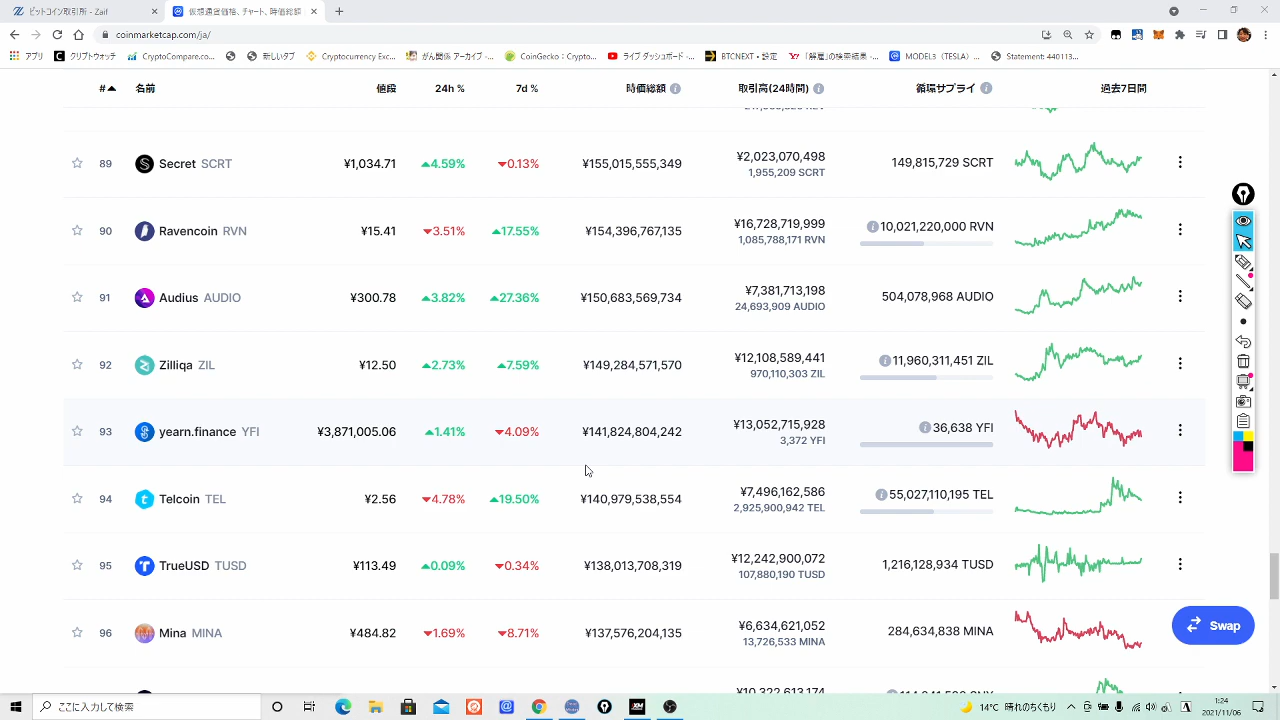 ビットコイン取引所 - Zaif
仮想通貨価格、チャート、時価総額
coinmarketcap.com/ja/
アプリ クリプトウォッチ CryptoCompare.co... 新しいタブ Cryptocurrency Exc... がん関係 アーカイブ -... CoinGecko : Crypto... ライブ ダッシュボード -... BTCNEXT • 設定 「解雇」の検索結果 -... MODEL3（TESLA）... Statement 440113...
# 名前 値段 24h % 7d % 時価総額 取引高(24時間) 循環サプライ 過去7日間
89 Secret SCRT ¥1,034.71 4.59% 0.13% ¥155,015,555,349 ¥2,023,070,498 149,815,729 SCRT
1,955,209 SCRT
90 Ravencoin RVN ¥15.41 3.51% 17.55% ¥154,396,767,135 ¥16,728,719,999 10,021,220,000 RVN
1,085,788,171 RVN
91 Audius AUDIO ¥300.78 3.82% 27.36% ¥150,683,569,734 ¥7,381,713,198 504,078,968 AUDIO
24,693,909 AUDIO
92 Zilliqa ZIL ¥12.50 2.73% 7.59% ¥149,284,571,570 ¥12,108,589,441 11,960,311,451 ZIL
970,110,303 ZIL
93 yearn.finance YFI ¥3,871,005.06 1.41% 4.09% ¥141,824,804,242 ¥13,052,715,928 36,638 YFI
3,372 YFI
94 Telcoin TEL ¥2.56 4.78% 19.50% ¥140,979,538,554 ¥7,496,162,586 55,027,110,195 TEL
2,925,900,942 TEL
95 TrueUSD TUSD ¥113.49 0.09% 0.34% ¥138,013,708,319 ¥12,242,900,072 1,216,128,934 TUSD
107,880,190 TUSD
96 Mina MINA ¥484.82 1.69% 8.71% ¥137,576,204,135 ¥6,634,621,052 284,634,838 MINA
13,726,533 MINA
Swap
ここに入力して検索
14°C 晴れのちくもり
A
1:24
2021/11/06